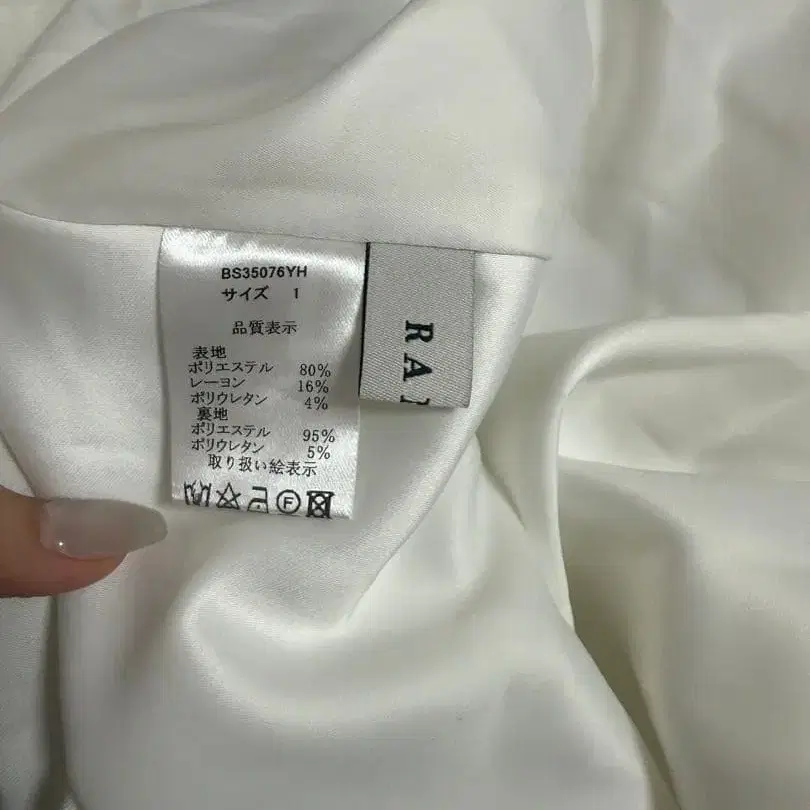 BS35076YH
サイズ 1
品質表示
表地
ポリエステル 80%
レーヨン 16%
ポリウレタン 4%
裏地
ポリエステル 95%
ポリウレタン 5%
取り扱い絵表示
F
RA